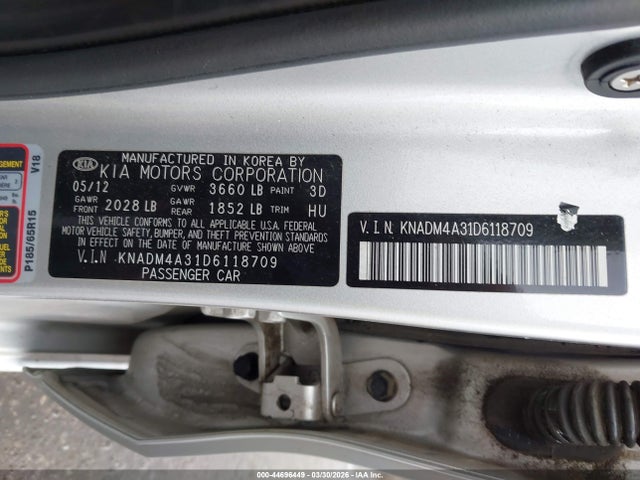 MANUFACTURED IN KOREA BY
KIA KIA MOTORS CORPORATION
05/12 GVWR 3660 LB PAINT 3D
GAWR FRONT 2028 LB GAWR REAR 1852 LB TRIM HU
THIS VEHICLE CONFORMS TO ALL APPLICABLE U.S.A FEDERAL
MOTOR VEHICLE SAFETY, BUMPER, AND THEFT PREVENTION STANDARDS
IN EFFECT ON THE DATE OF MANUFACTURE SHOWN ABOVE
V.I.N KNADM4A31D6118709
PASSENGER CAR
V.I.N. KNADM4A31D6118709
P185/65R15 V18
000-44696449 03/30/2026 COPART